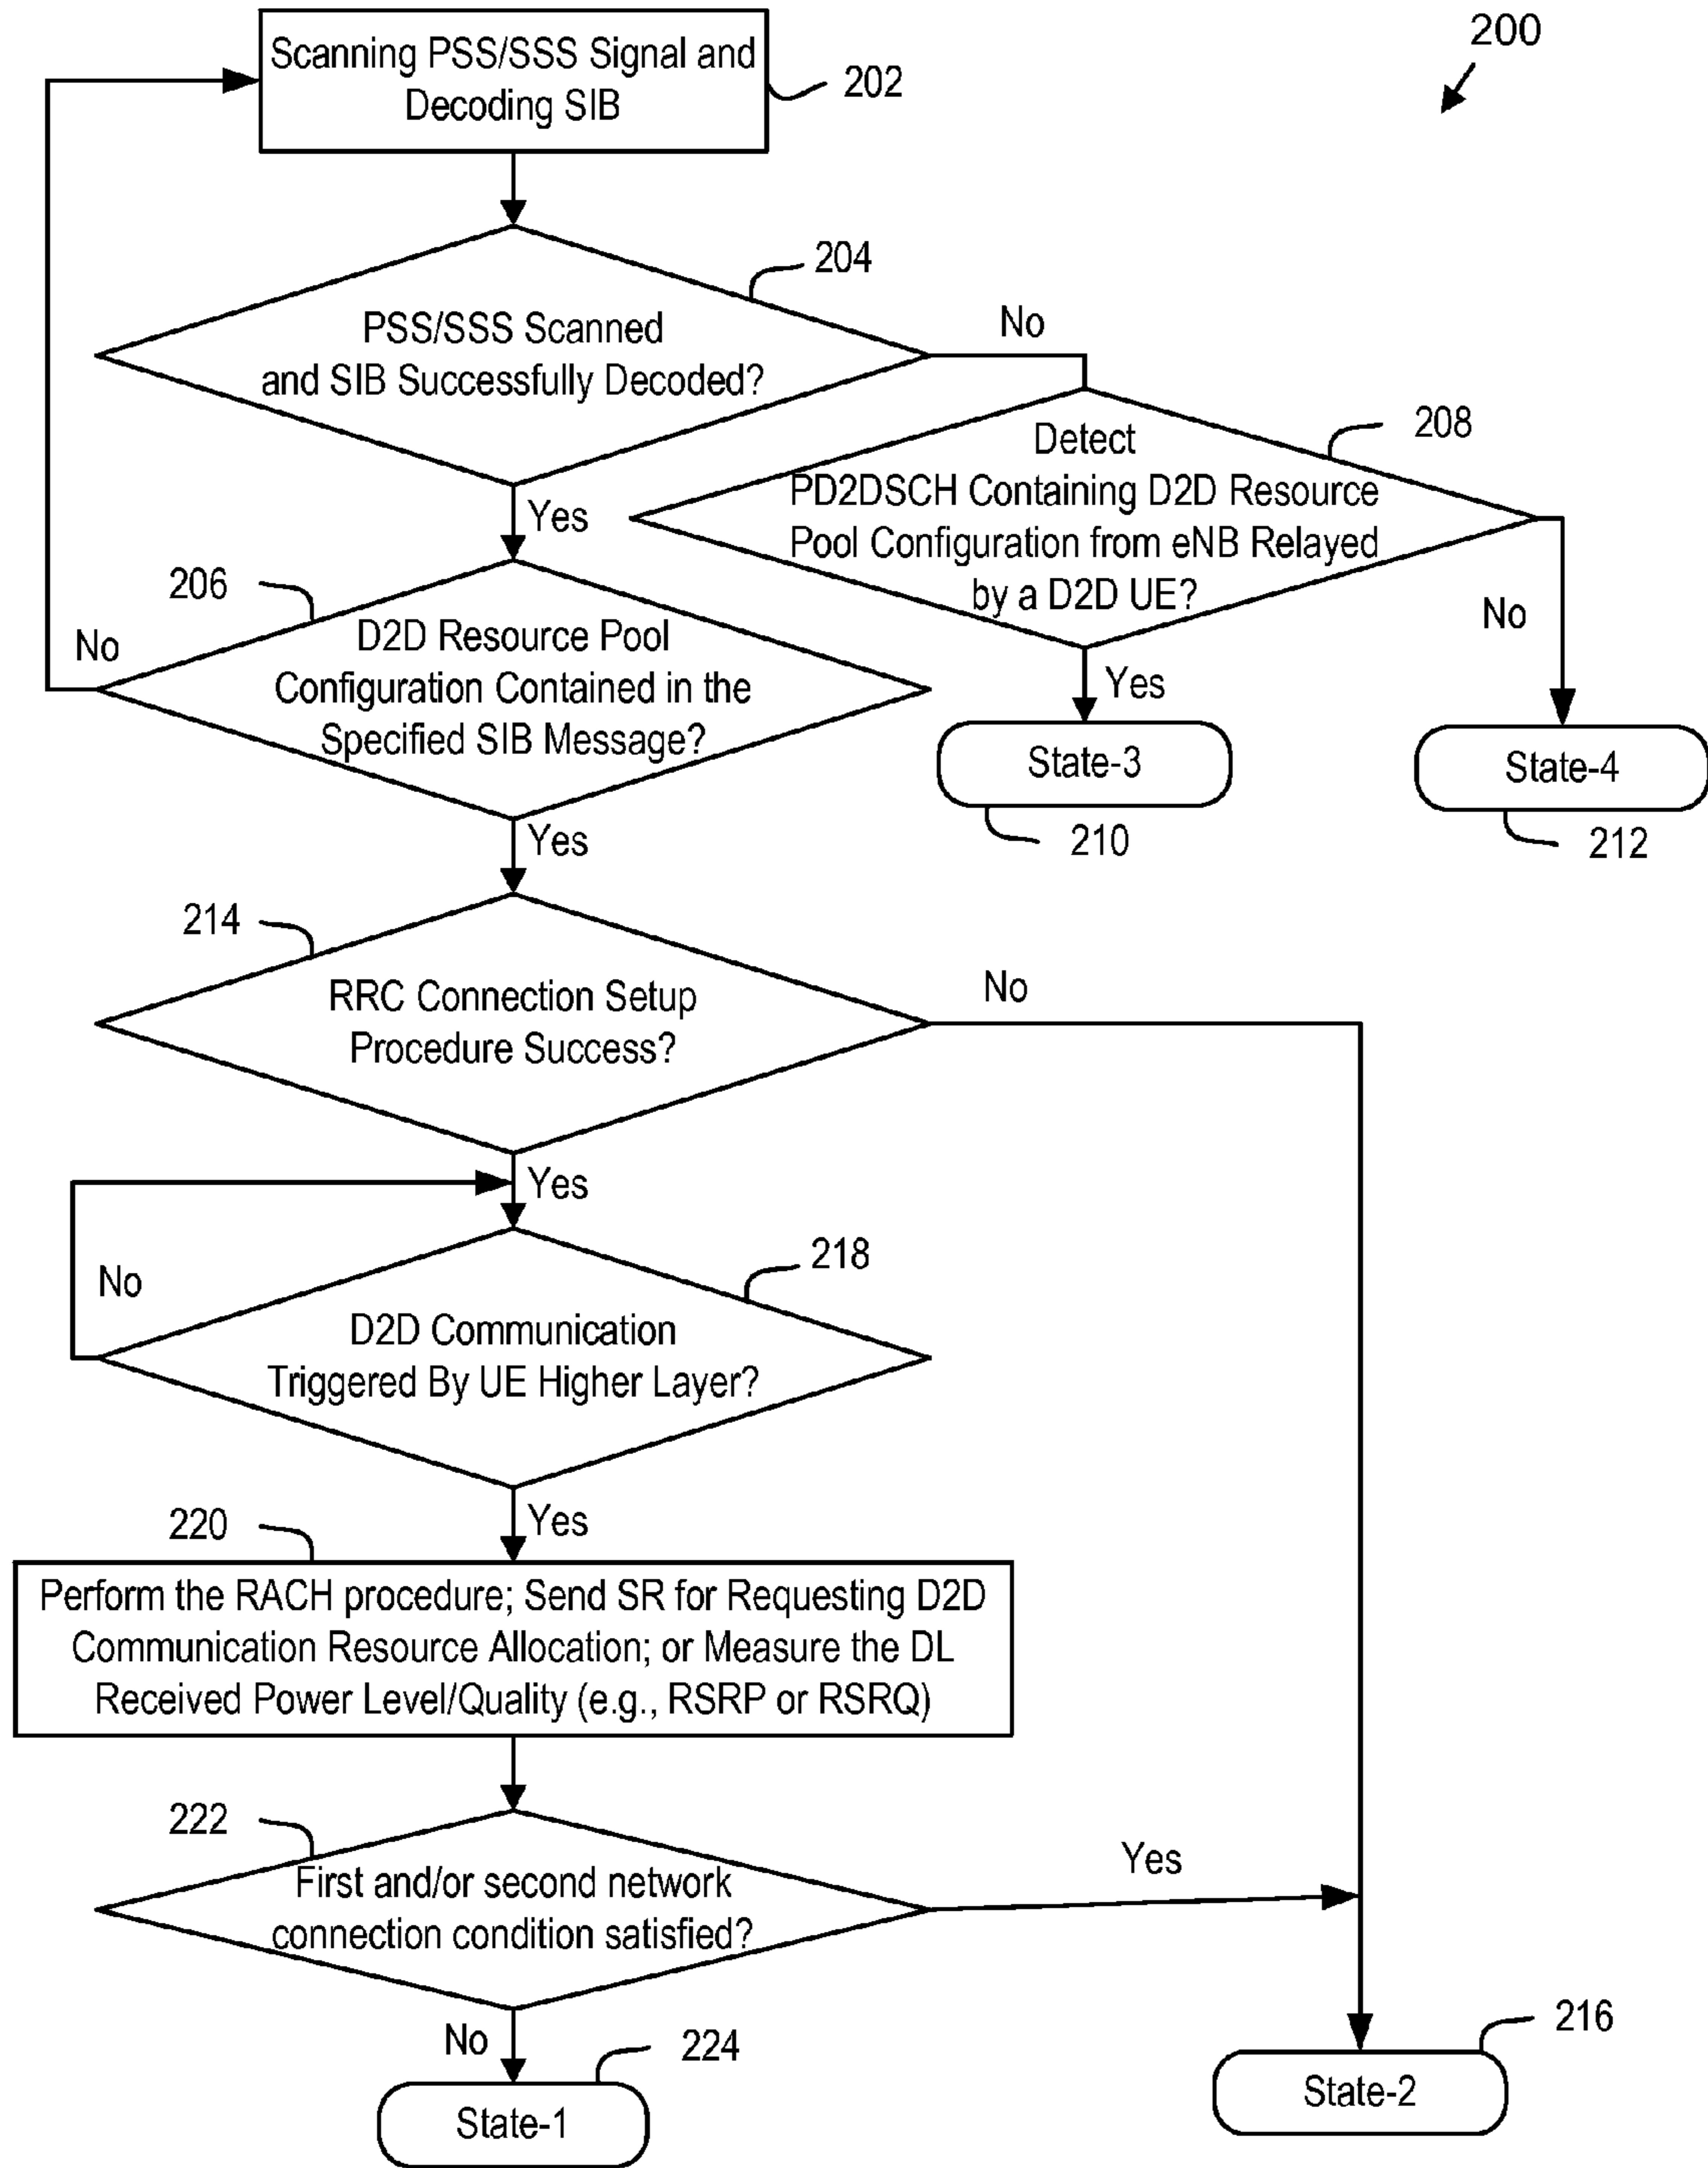 200
Scanning PSS/SSS Signal and
Decoding SIB
202
204
PSS/SSS Scanned
and SIB Successfully Decoded?
No
Yes
208
Detect
PD2DSCH Containing D2D Resource
Pool Configuration from eNB Relayed
by a D2D UE?
No
Yes
206
No
D2D Resource Pool
Configuration Contained in the
Specified SIB Message?
Yes
State-3
210
State-4
212
214
RRC Connection Setup
Procedure Success?
No
Yes
218
No
D2D Communication
Triggered By UE Higher Layer?
Yes
220
Perform the RACH procedure; Send SR for Requesting D2D
Communication Resource Allocation; or Measure the DL
Received Power Level/Quality (e.g., RSRP or RSRQ)
222
First and/or second network
connection condition satisfied?
Yes
No
224
State-1
216
State-2